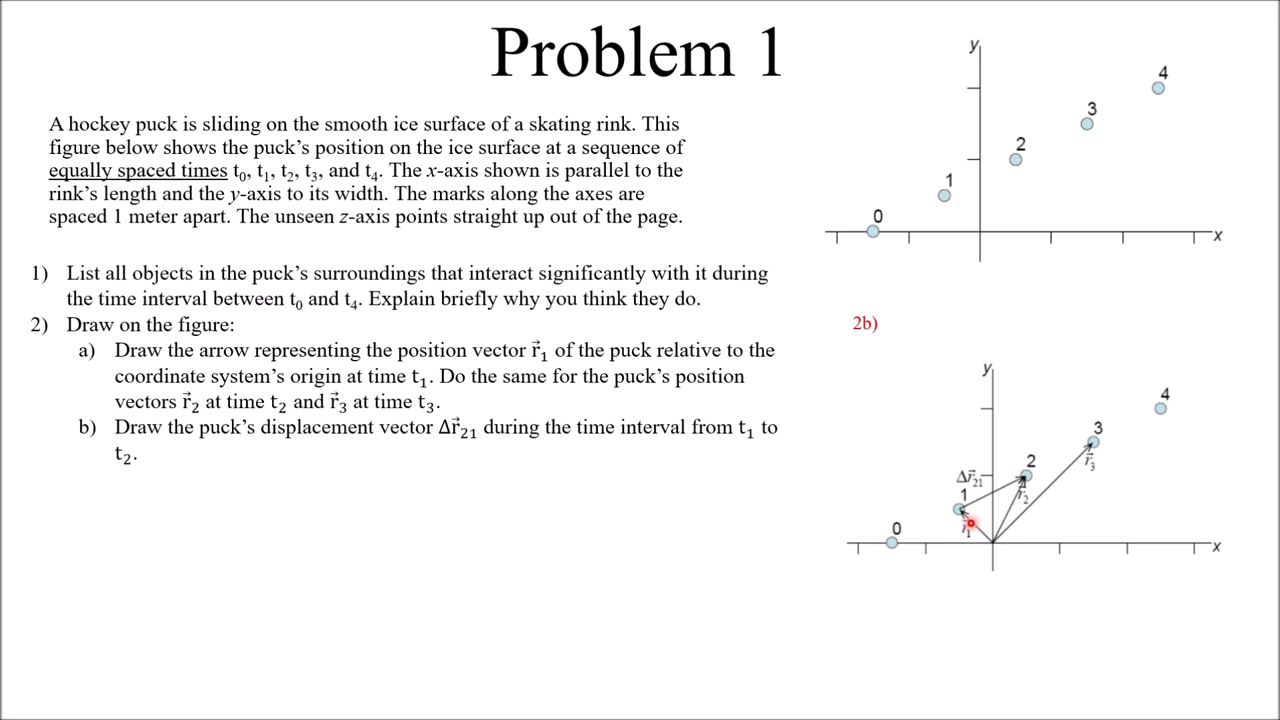 Problem 1
A hockey puck is sliding on the smooth ice surface of a skating rink. This
figure below shows the puck's position on the ice surface at a sequence of
equally spaced times t₀, t₁, t₂, t₃, and t₄. The x-axis shown is parallel to the
rink's length and the y-axis to its width. The marks along the axes are
spaced 1 meter apart. The unseen z-axis points straight up out of the page.
1) List all objects in the puck's surroundings that interact significantly with it during
the time interval between t₀ and t₄. Explain briefly why you think they do.
2) Draw on the figure:
a) Draw the arrow representing the position vector r⃗₁ of the puck relative to the
coordinate system's origin at time t₁. Do the same for the puck's position
vectors r⃗₂ at time t₂ and r⃗₃ at time t₃.
b) Draw the puck's displacement vector Δr⃗₂₁ during the time interval from t₁ to
t₂.
y
4
3
2
1
0
x
2b)
y
4
3
r⃗₃
2
Δr⃗₂₁
r⃗₂
1
r⃗₁
0
x